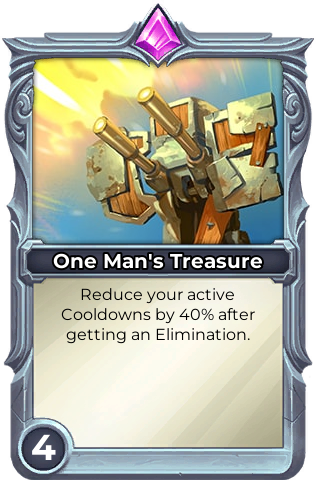 One Man's Treasure
Reduce your active
Cooldowns by 40% after
getting an Elimination.
4